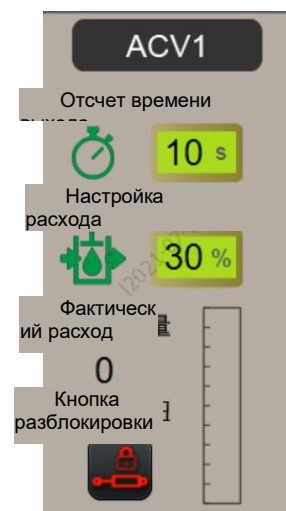 ACV1
Отсчет времени
10 s
Настройка
расхода
30 %
Фактическ
ий расход
0
Кнопка
разблокировки